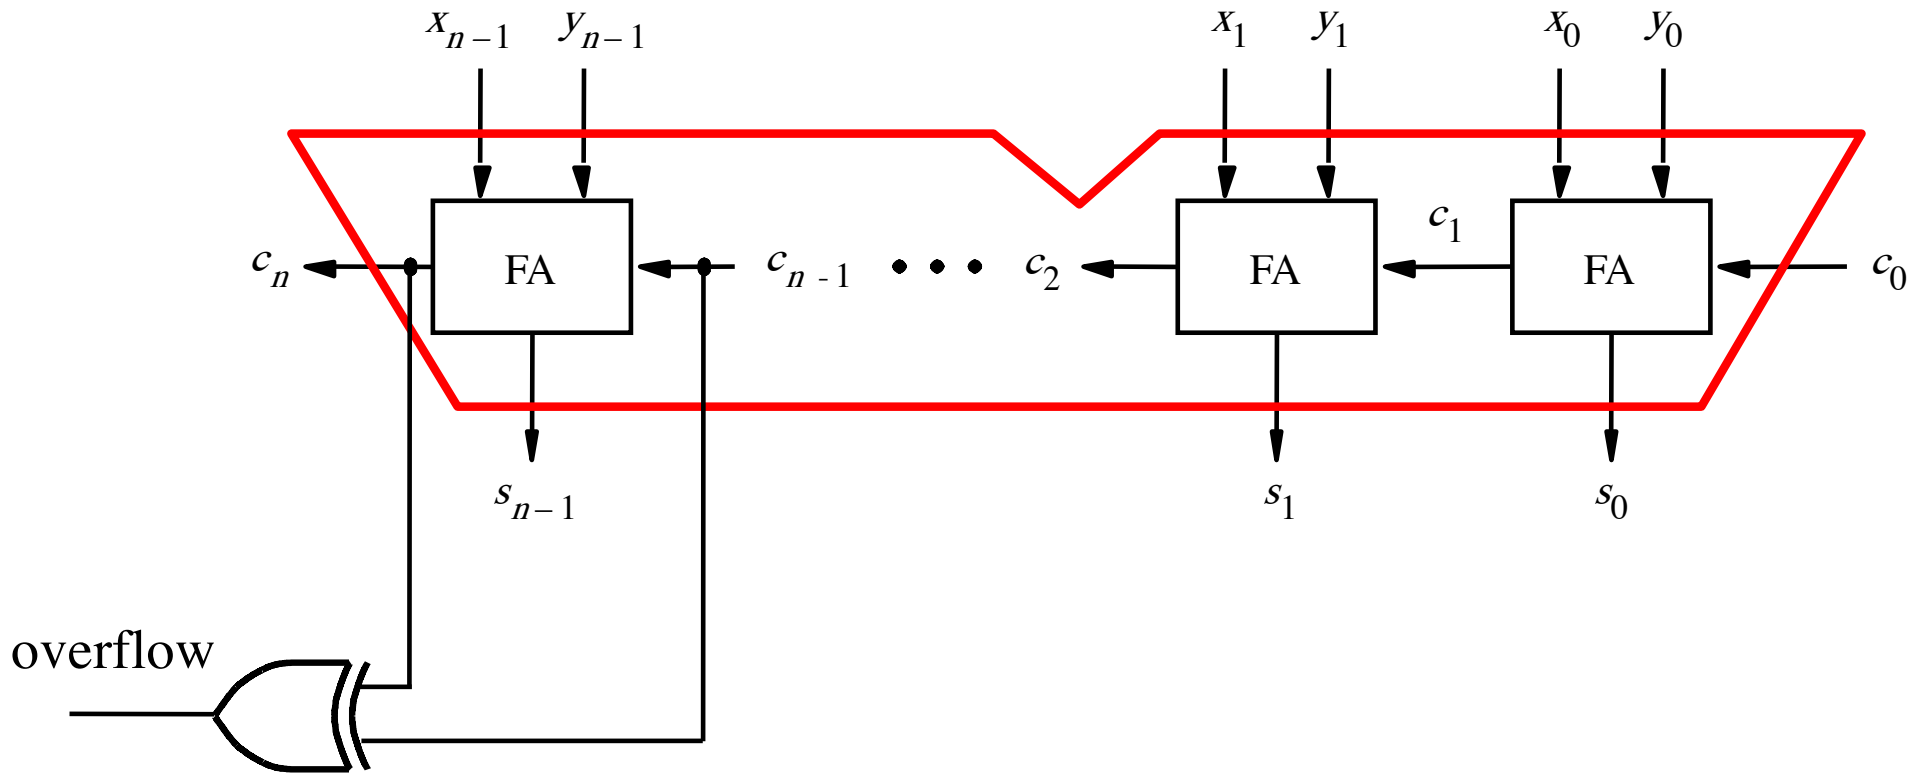 xₙ₋₁ yₙ₋₁ x₁ y₁ x₀ y₀
c₁
cₙ FA cₙ₋₁ • • • c₂ FA FA c₀
sₙ₋₁ s₁ s₀
overflow